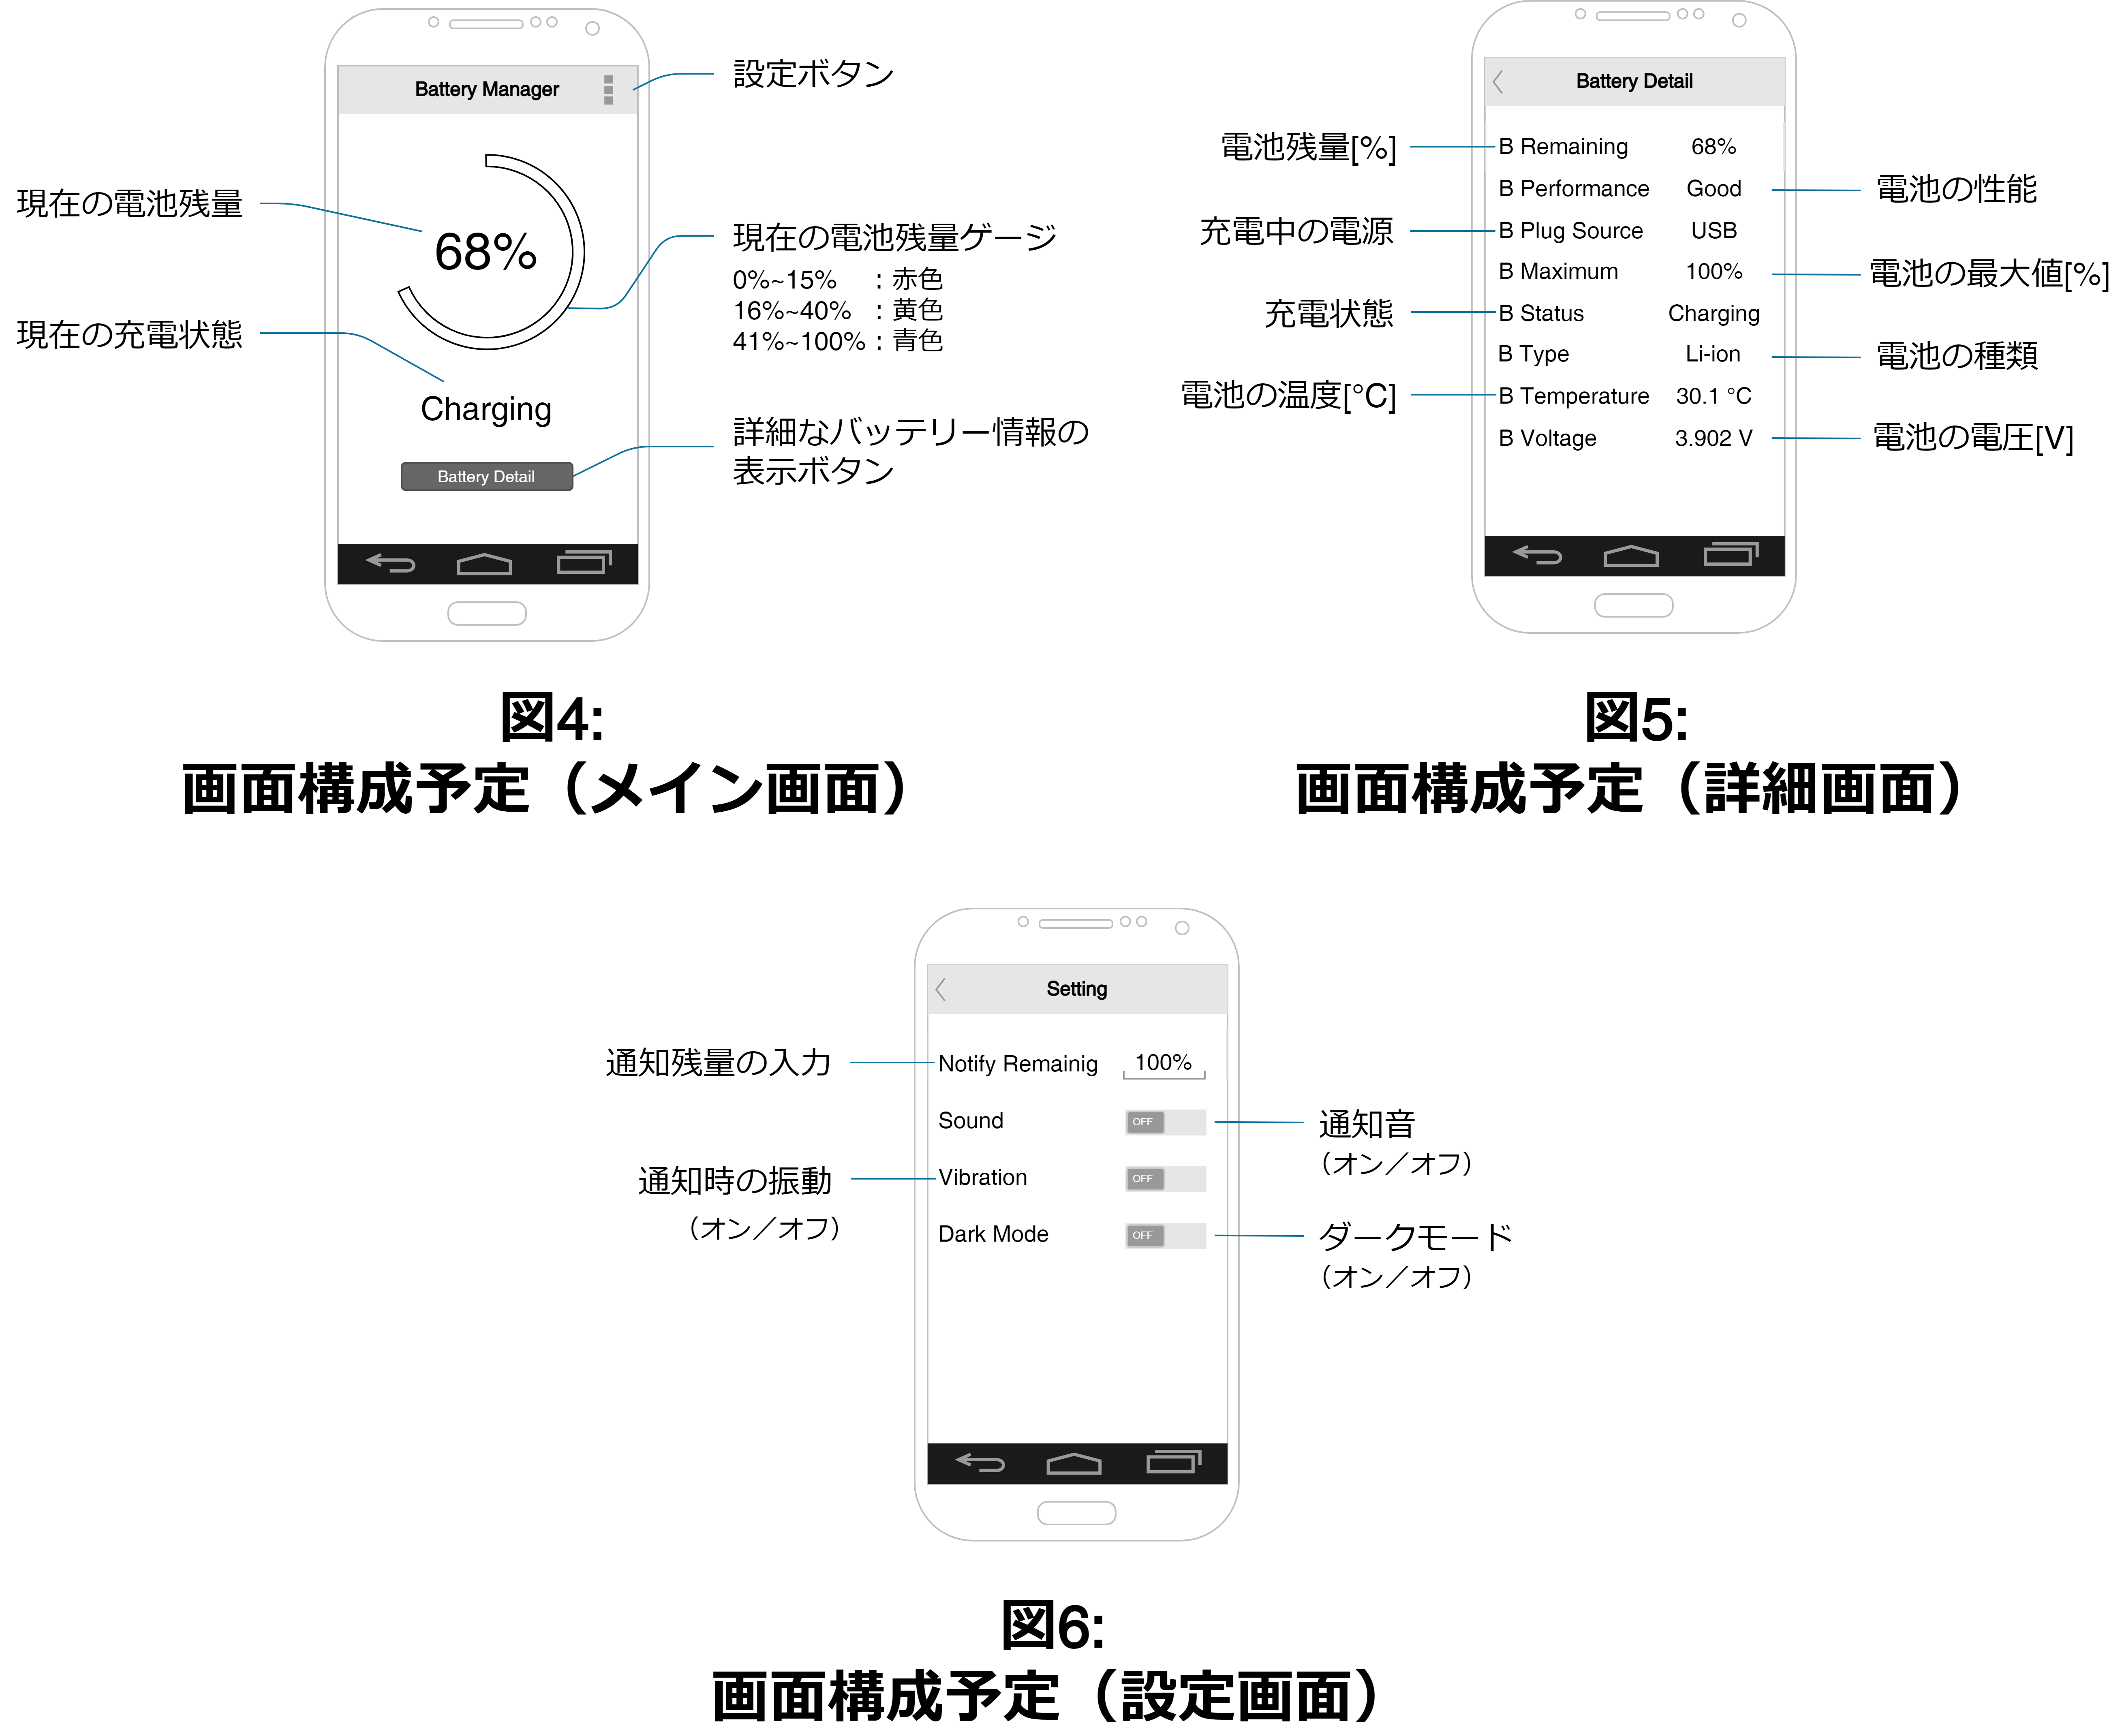 Battery Manager
設定ボタン
現在の電池残量
68%
現在の電池残量ゲージ
0%~15% : 赤色
16%~40% : 黄色
41%~100% : 青色
現在の充電状態
Charging
詳細なバッテリー情報の
表示ボタン
Battery Detail
図4:
画面構成予定（メイン画面）
Battery Detail
電池残量[%]
B Remaining 68%
B Performance Good
電池の性能
充電中の電源
B Plug Source USB
B Maximum 100%
電池の最大値[%]
充電状態
B Status Charging
B Type Li-ion
電池の種類
電池の温度[°C]
B Temperature 30.1 °C
B Voltage 3.902 V
電池の電圧[V]
図5:
画面構成予定（詳細画面）
Setting
通知残量の入力
Notify Remainig 100%
Sound OFF
通知音
（オン／オフ）
通知時の振動
（オン／オフ）
Vibration OFF
Dark Mode OFF
ダークモード
（オン／オフ）
図6:
画面構成予定（設定画面）